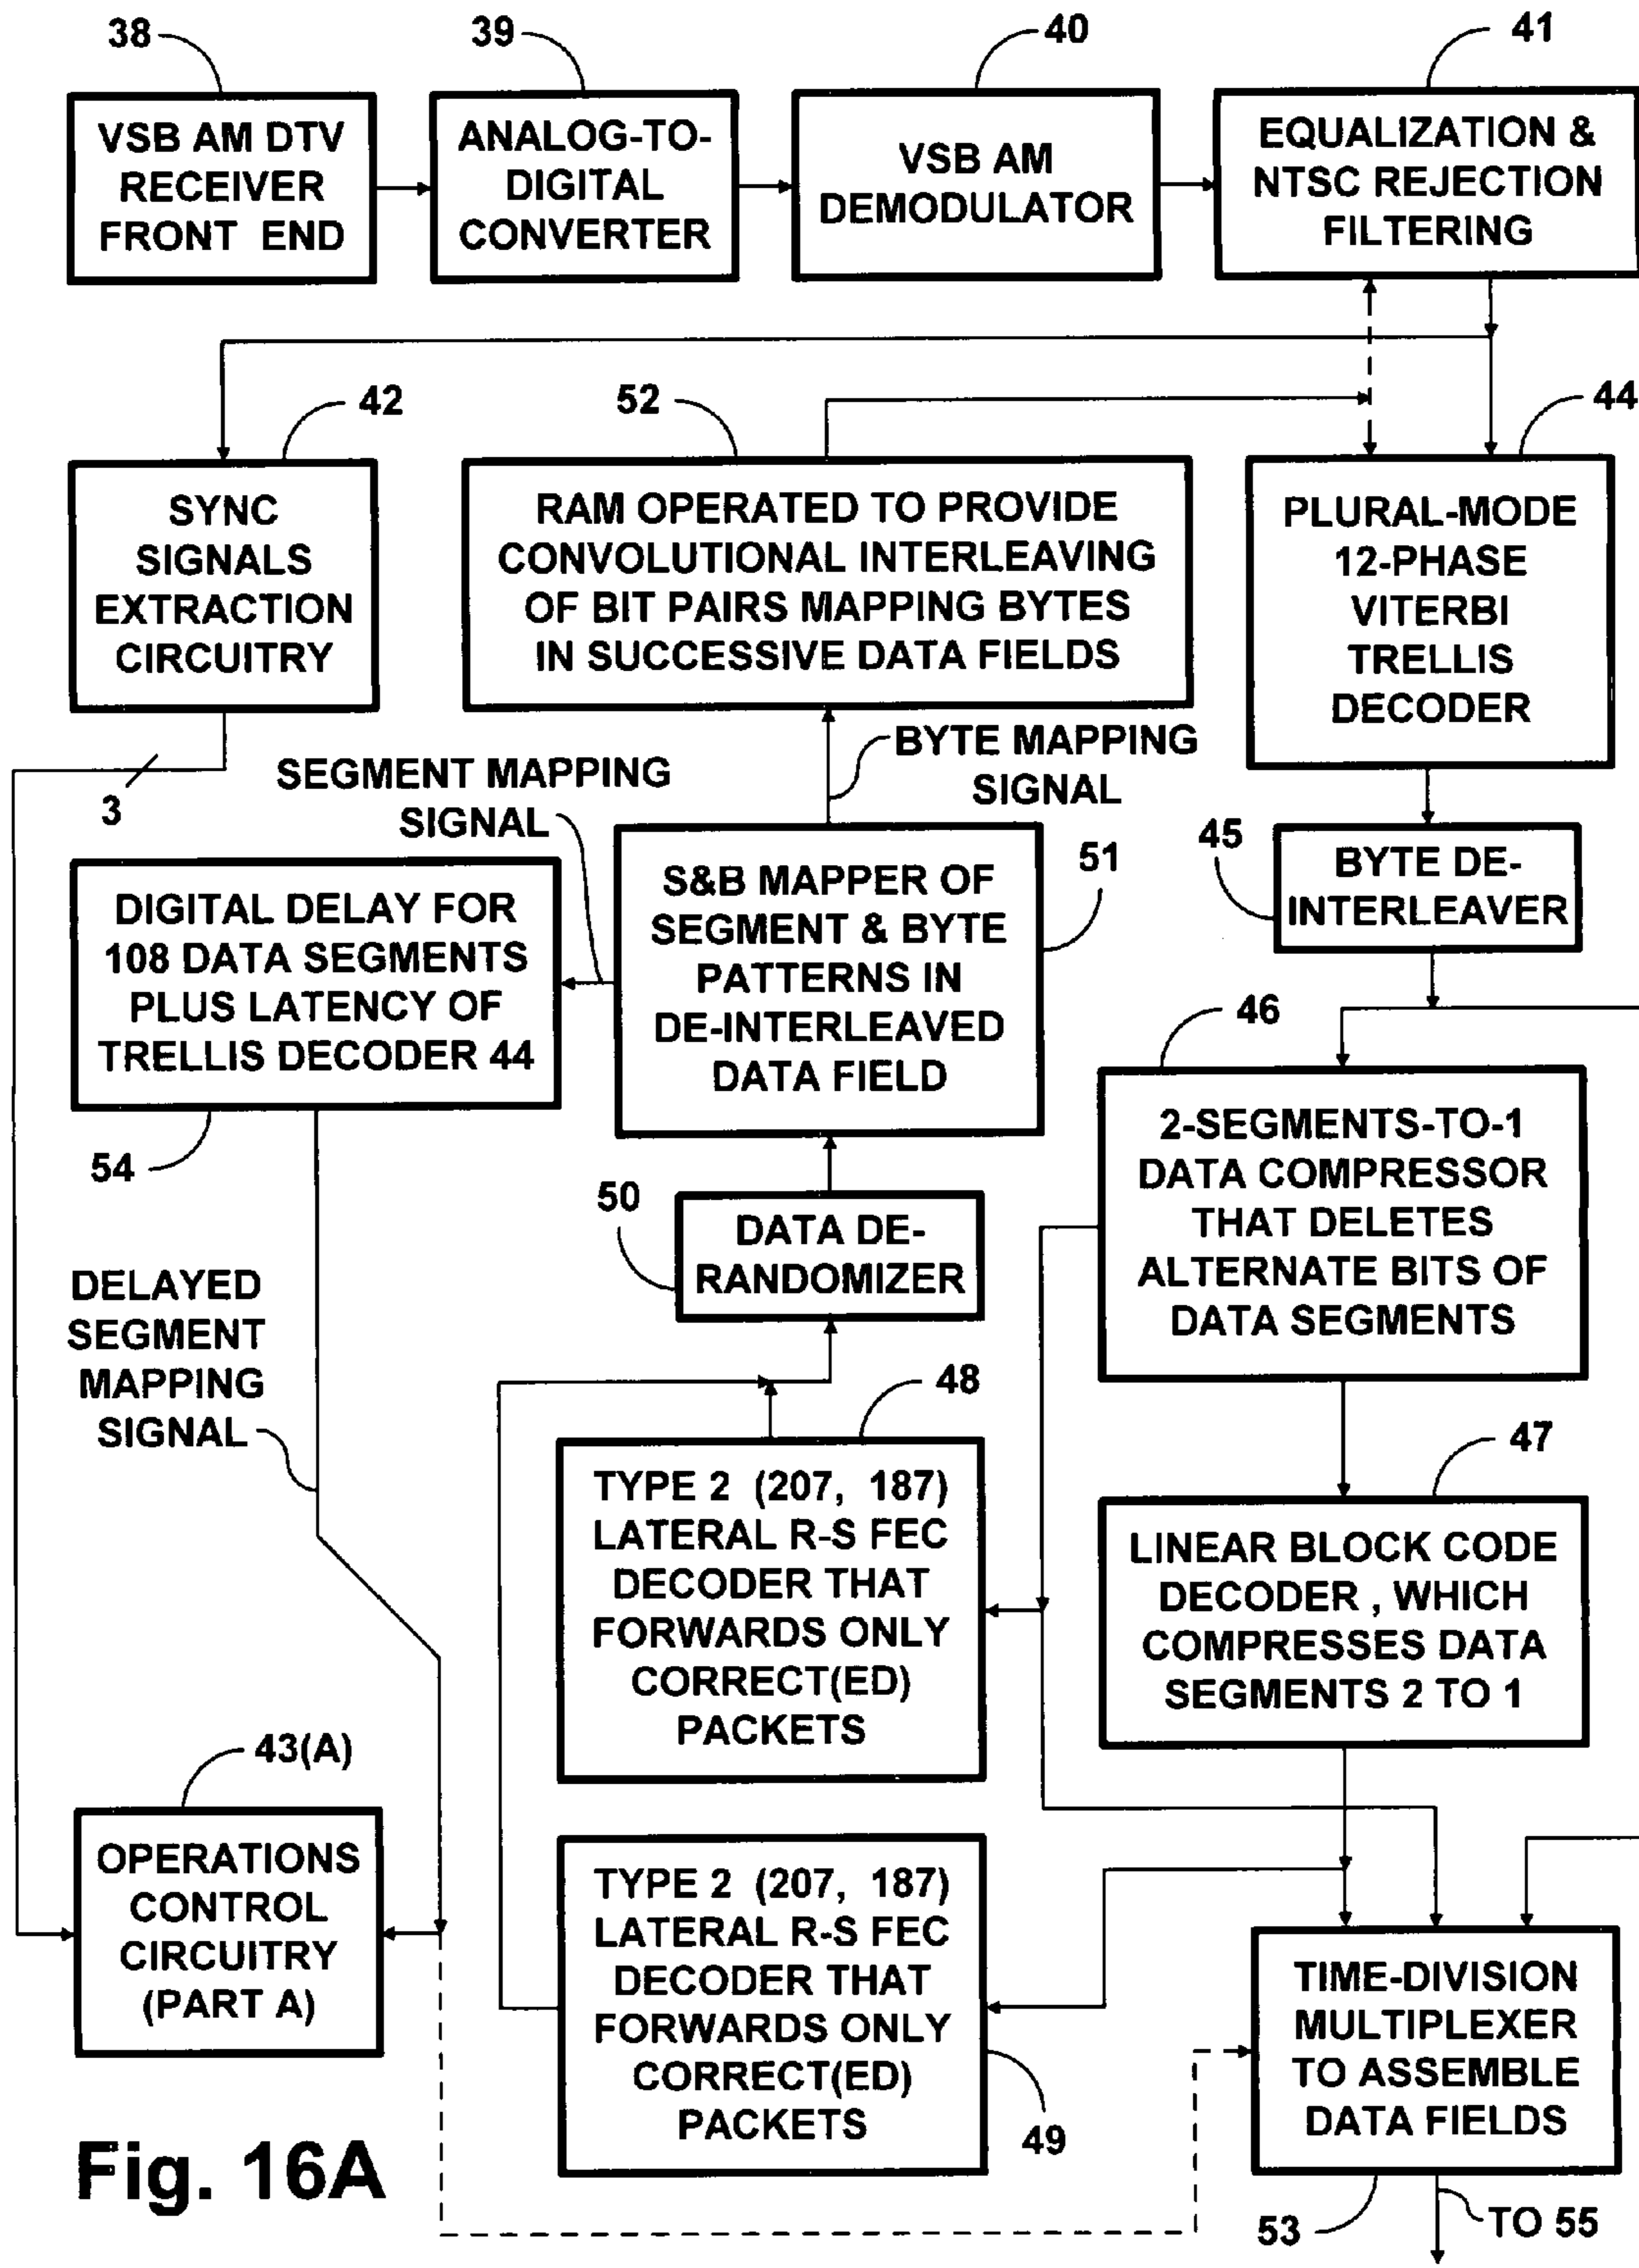 38
39
40
41
VSB AM DTV
RECEIVER
FRONT END
ANALOG-TO-
DIGITAL
CONVERTER
VSB AM
DEMODULATOR
EQUALIZATION &
NTSC REJECTION
FILTERING
42
52
44
SYNC
SIGNALS
EXTRACTION
CIRCUITRY
RAM OPERATED TO PROVIDE
CONVOLUTIONAL INTERLEAVING
OF BIT PAIRS MAPPING BYTES
IN SUCCESSIVE DATA FIELDS
PLURAL-MODE
12-PHASE
VITERBI
TRELLIS
DECODER
3
SEGMENT MAPPING
SIGNAL
BYTE MAPPING
SIGNAL
45
BYTE DE-
INTERLEAVER
DIGITAL DELAY FOR
108 DATA SEGMENTS
PLUS LATENCY OF
TRELLIS DECODER 44
54
S&B MAPPER OF
SEGMENT & BYTE
PATTERNS IN
DE-INTERLEAVED
DATA FIELD
51
46
2-SEGMENTS-TO-1
DATA COMPRESSOR
THAT DELETES
ALTERNATE BITS OF
DATA SEGMENTS
50
DATA DE-
RANDOMIZER
DELAYED
SEGMENT
MAPPING
SIGNAL
48
TYPE 2 (207, 187)
LATERAL R-S FEC
DECODER THAT
FORWARDS ONLY
CORRECT(ED)
PACKETS
47
LINEAR BLOCK CODE
DECODER , WHICH
COMPRESSES DATA
SEGMENTS 2 TO 1
43(A)
OPERATIONS
CONTROL
CIRCUITRY
(PART A)
TYPE 2 (207, 187)
LATERAL R-S FEC
DECODER THAT
FORWARDS ONLY
CORRECT(ED)
PACKETS
49
TIME-DIVISION
MULTIPLEXER
TO ASSEMBLE
DATA FIELDS
53
TO 55
Fig. 16A